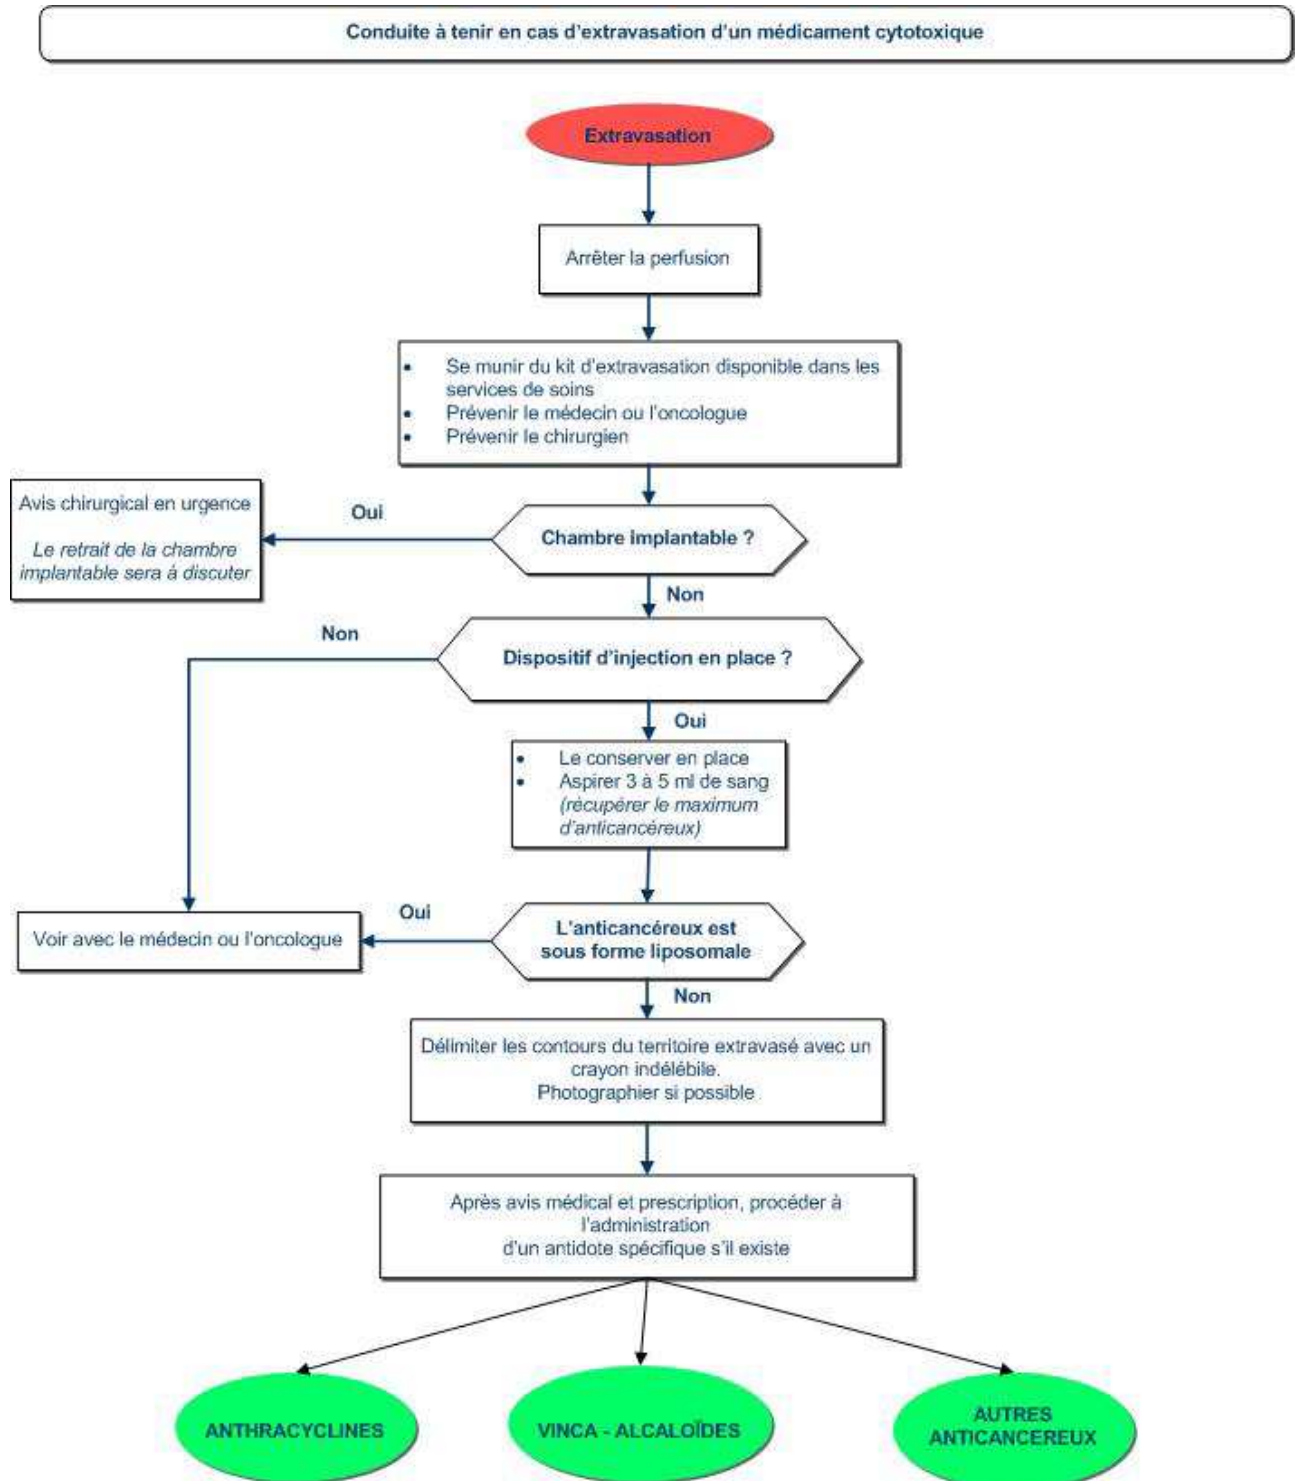 Conduite à tenir en cas d'extravasation d'un médicament cytotoxique
Extravasation
Arrêter la perfusion
• Se munir du kit d'extravasation disponible dans les
services de soins
• Prévenir le médecin ou l'oncologue
• Prévenir le chirurgien
Avis chirurgical en urgence
Le retrait de la chambre
implantable sera à discuter
Oui
Chambre implantable ?
Non
Non
Dispositif d'injection en place ?
Oui
• Le conserver en place
• Aspirer 3 à 5 ml de sang
(récupérer le maximum
d'anticancéreux)
Voir avec le médecin ou l'oncologue
Oui
L'anticancéreux est
sous forme liposomale
Non
Délimiter les contours du territoire extravasé avec un
crayon indélébile.
Photographier si possible
Après avis médical et prescription, procéder à
l'administration
d'un antidote spécifique s'il existe
ANTHRACYCLINES
VINCA - ALCALOÏDES
AUTRES
ANTICANCEREUX